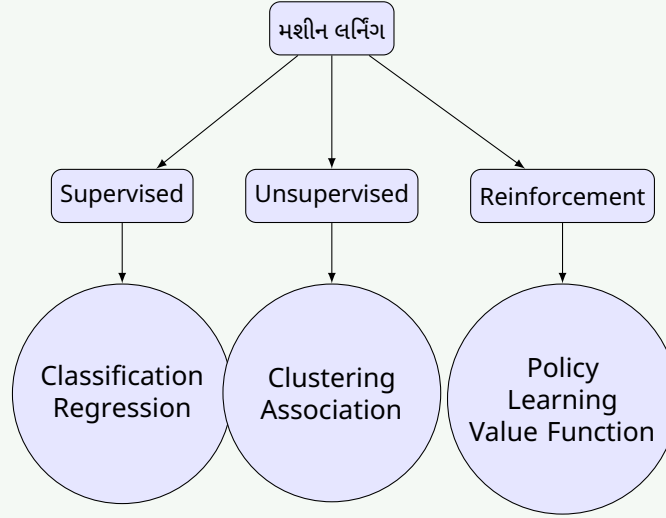 મશીન લર્નિંગ
Supervised
Unsupervised
Reinforcement
Classification
Regression
Clustering
Association
Policy
Learning
Value Function